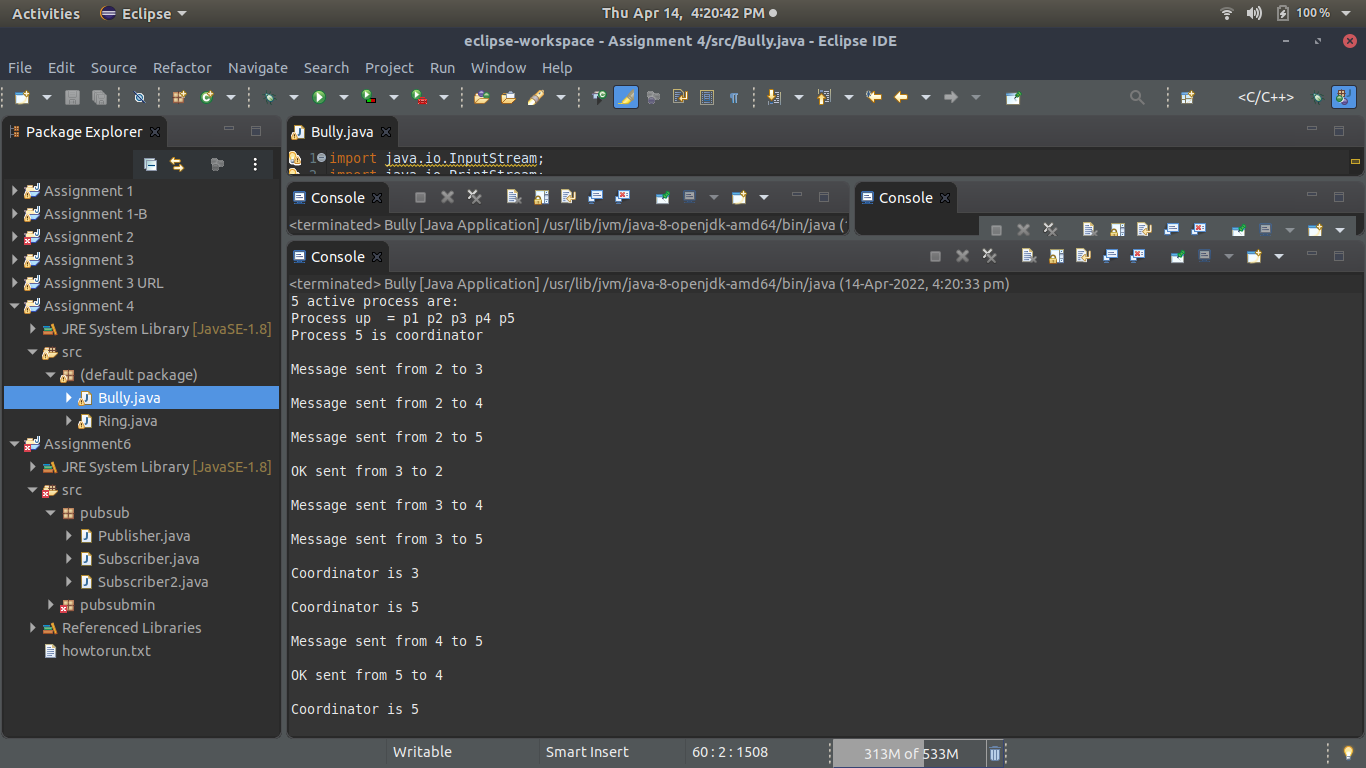 Activities Eclipse Thu Apr 14, 4:20:42 PM 100 %
eclipse-workspace - Assignment 4/src/Bully.java - Eclipse IDE
File Edit Source Refactor Navigate Search Project Run Window Help
<C/C++>
Package Explorer
Assignment 1
Assignment 1-B
Assignment 2
Assignment 3
Assignment 3 URL
Assignment 4
JRE System Library [JavaSE-1.8]
src
(default package)
Bully.java
Ring.java
Assignment6
JRE System Library [JavaSE-1.8]
src
pubsub
Publisher.java
Subscriber.java
Subscriber2.java
pubsubmin
Referenced Libraries
howtorun.txt
Bully.java
1 import java.io.InputStream;
2 import java.io.PrintStream;
Console
<terminated> Bully [Java Application] /usr/lib/jvm/java-8-openjdk-amd64/bin/java (
Console
Console
<terminated> Bully [Java Application] /usr/lib/jvm/java-8-openjdk-amd64/bin/java (14-Apr-2022, 4:20:33 pm)
5 active process are:
Process up  = p1 p2 p3 p4 p5
Process 5 is coordinator
Message sent from 2 to 3
Message sent from 2 to 4
Message sent from 2 to 5
OK sent from 3 to 2
Message sent from 3 to 4
Message sent from 3 to 5
Coordinator is 3
Coordinator is 5
Message sent from 4 to 5
OK sent from 5 to 4
Coordinator is 5
Writable Smart Insert 60 : 2 : 1508 313M of 533M